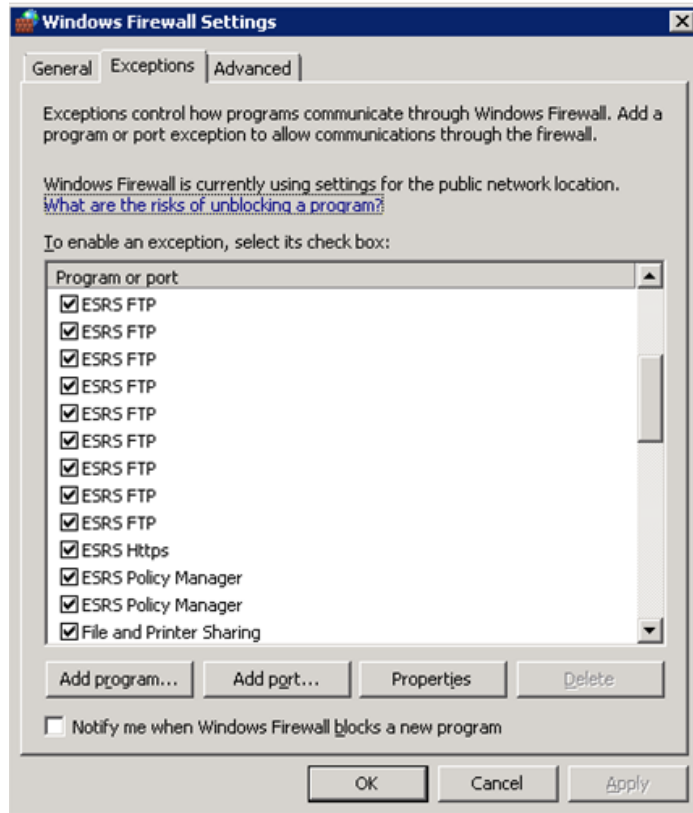 Windows Firewall Settings
General Exceptions Advanced
Exceptions control how programs communicate through Windows Firewall. Add a
program or port exception to allow communications through the firewall.
Windows Firewall is currently using settings for the public network location.
What are the risks of unblocking a program?
To enable an exception, select its check box:
Program or port
ESRS FTP
ESRS FTP
ESRS FTP
ESRS FTP
ESRS FTP
ESRS FTP
ESRS FTP
ESRS FTP
ESRS FTP
ESRS Https
ESRS Policy Manager
ESRS Policy Manager
File and Printer Sharing
Add program... Add port... Properties Delete
Notify me when Windows Firewall blocks a new program
OK Cancel Apply